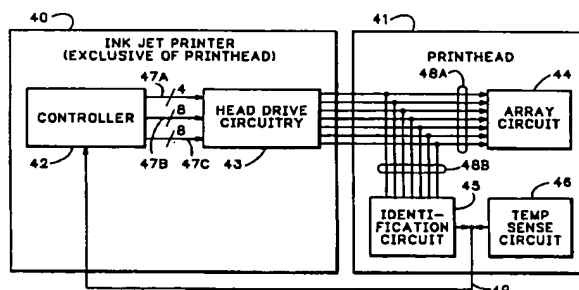 40
41
INK JET PRINTER
(EXCLUSIVE OF PRINTHEAD)
PRINTHEAD
47A
4
48A
44
CONTROLLER
8
HEAD DRIVE
CIRCUITRY
ARRAY
CIRCUIT
8
42
47B
47C
43
48B
45
46
IDENTI-
FICATION
CIRCUIT
TEMP
SENSE
CIRCUIT
49